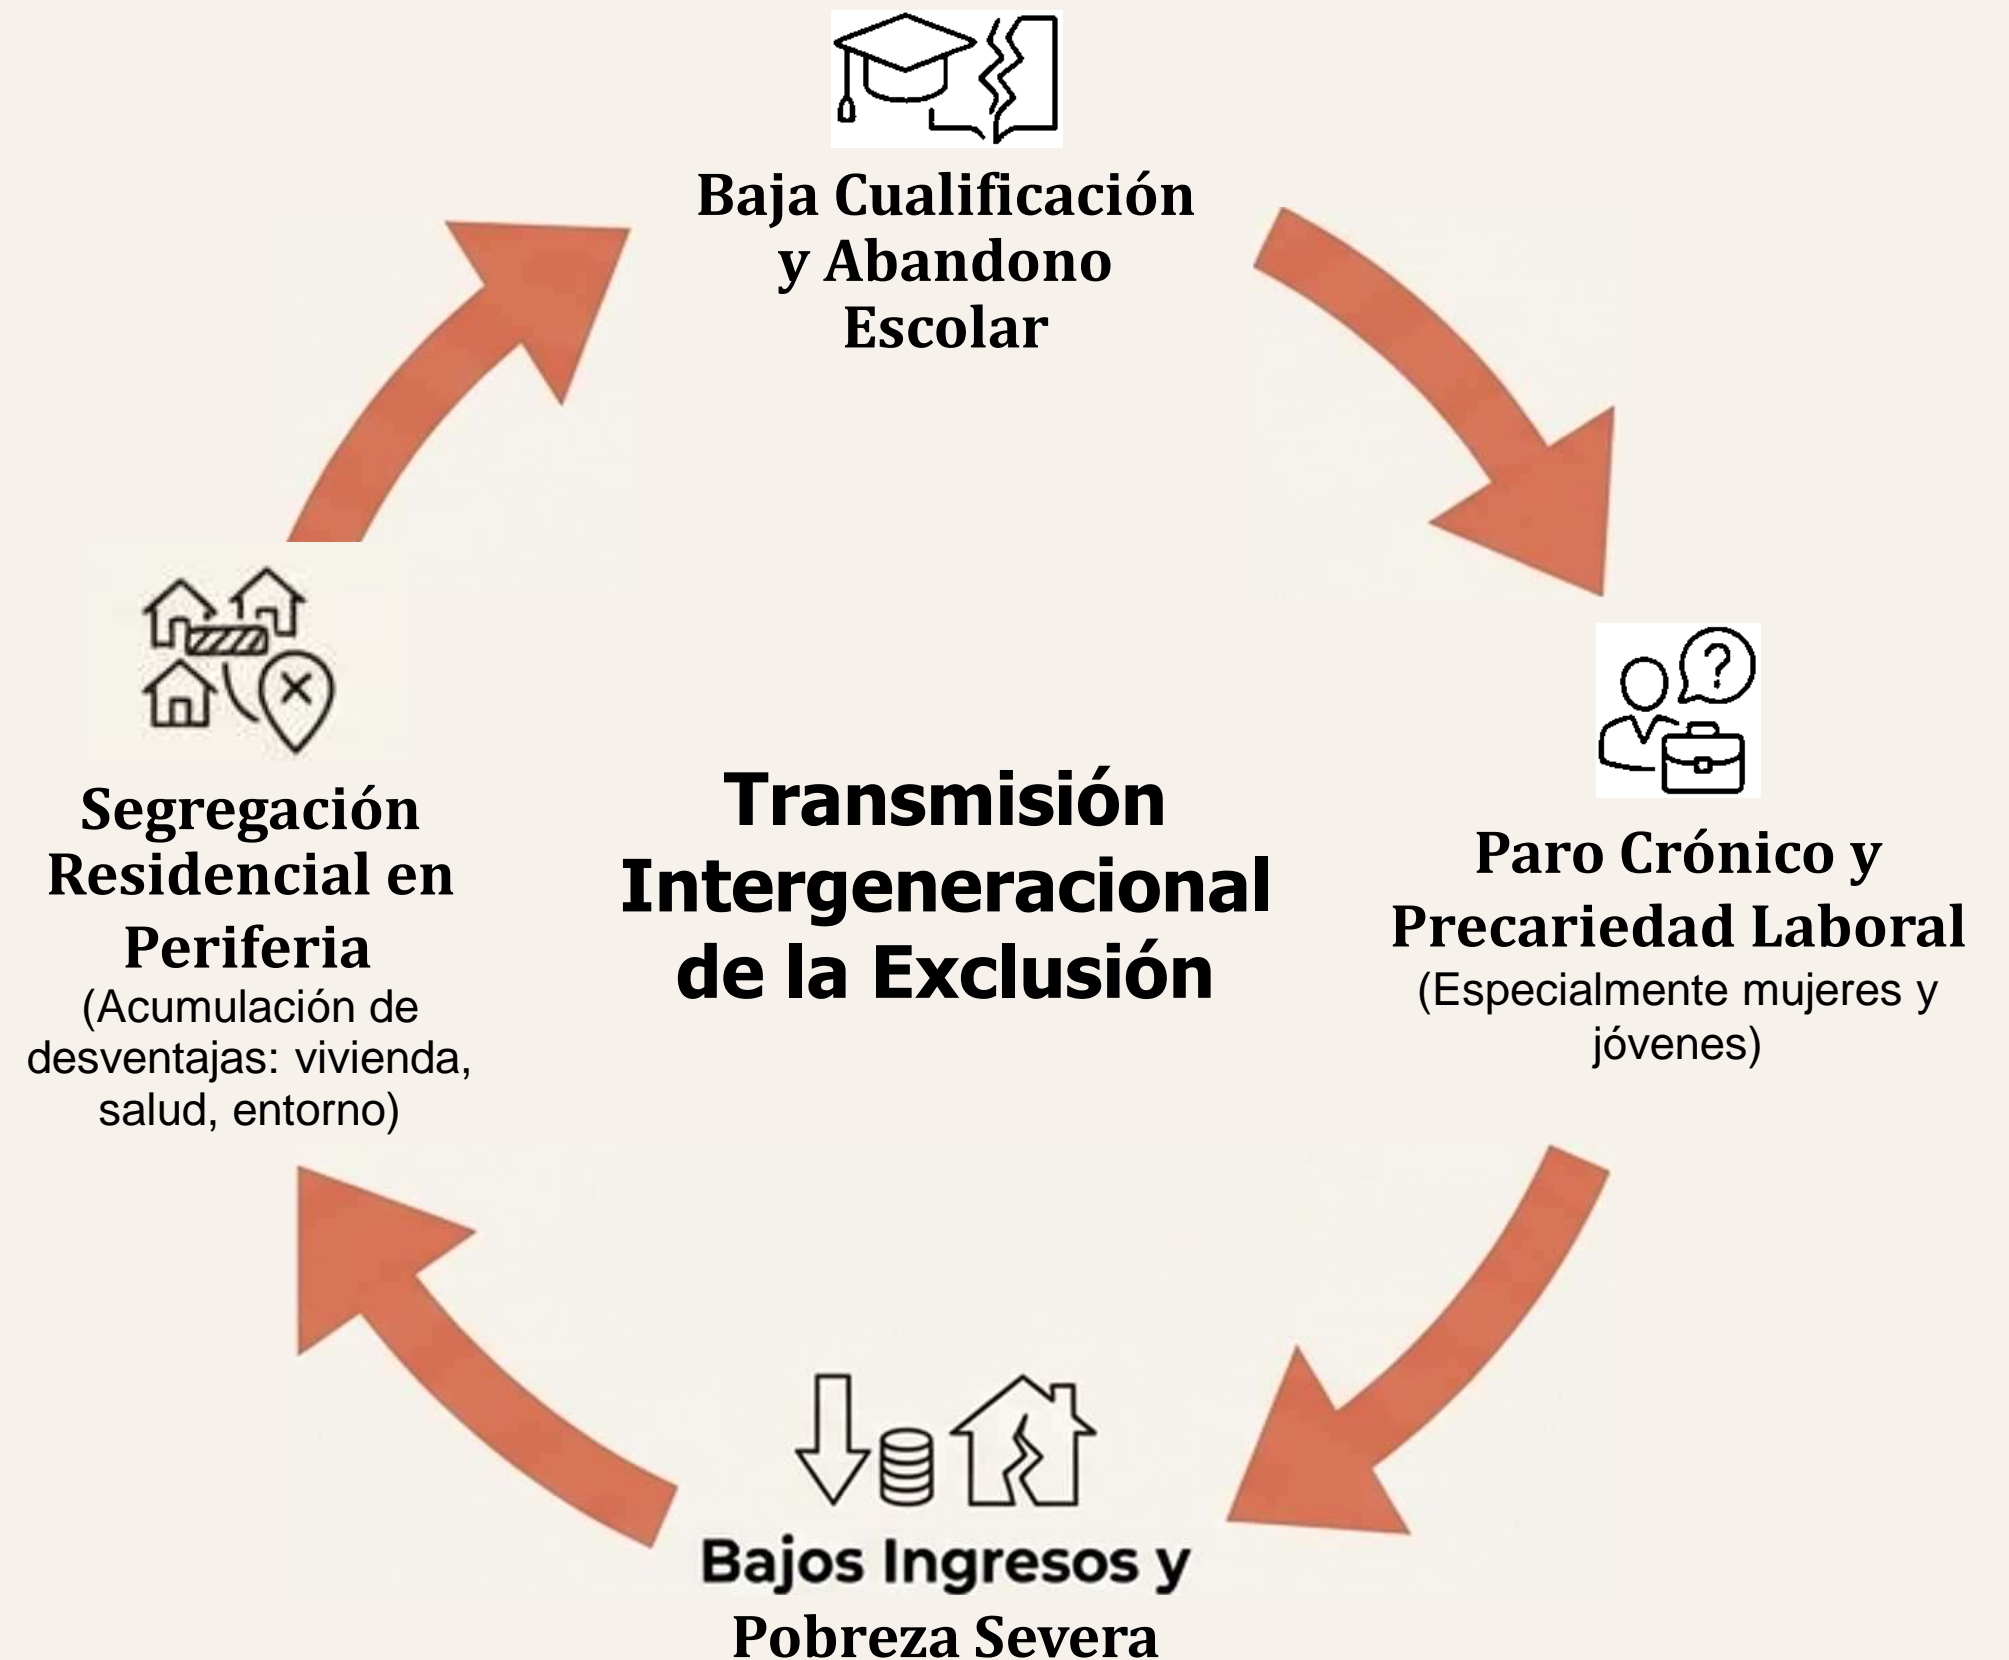 Baja Cualificación
y Abandono
Escolar
Segregación
Residencial en
Periferia
(Acumulación de
desventajas: vivienda,
salud, entorno)
Transmisión
Intergeneracional
de la Exclusión
?
Paro Crónico y
Precariedad Laboral
(Especialmente mujeres y
jóvenes)
Bajos Ingresos y
Pobreza Severa